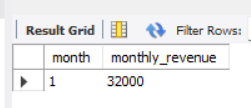 Result Grid Filter Rows:
month monthly_revenue
1 32000